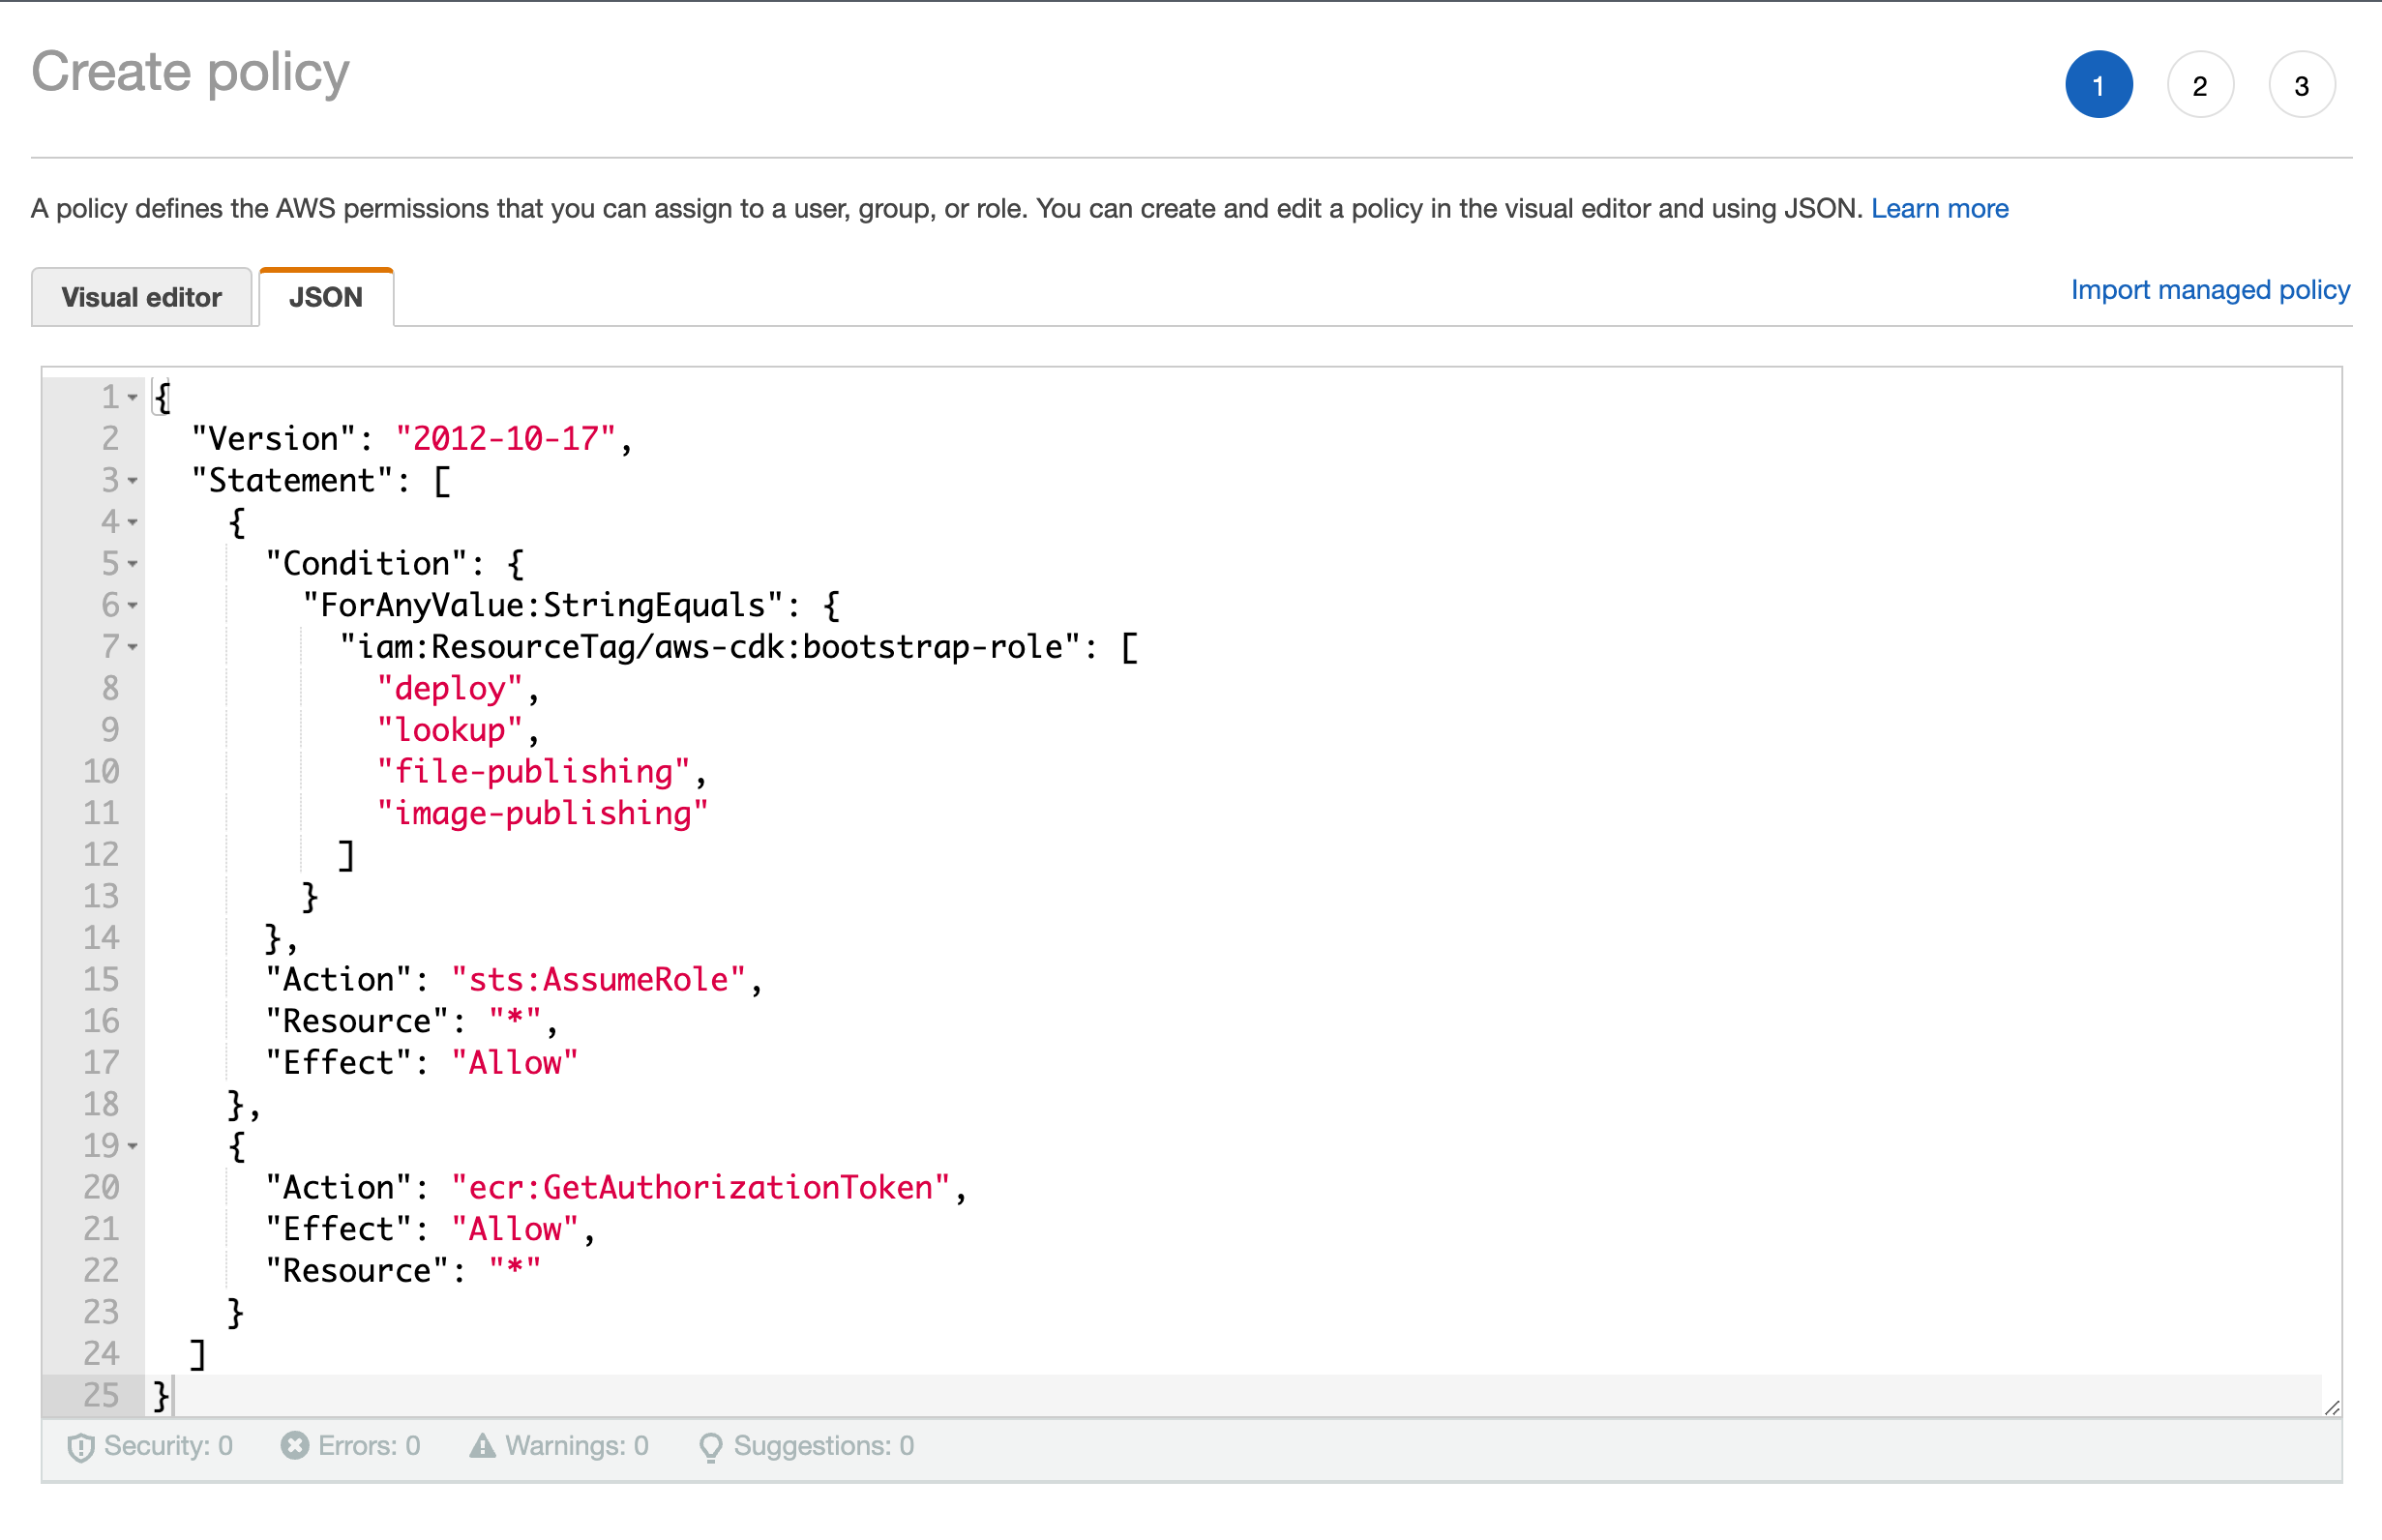 Create policy
1 2 3
A policy defines the AWS permissions that you can assign to a user, group, or role. You can create and edit a policy in the visual editor and using JSON. Learn more
Visual editor JSON Import managed policy
1 {
2 "Version": "2012-10-17",
3 "Statement": [
4 {
5 "Condition": {
6 "ForAnyValue:StringEquals": {
7 "iam:ResourceTag/aws-cdk:bootstrap-role": [
8 "deploy",
9 "lookup",
10 "file-publishing",
11 "image-publishing"
12 ]
13 }
14 },
15 "Action": "sts:AssumeRole",
16 "Resource": "*",
17 "Effect": "Allow"
18 },
19 {
20 "Action": "ecr:GetAuthorizationToken",
21 "Effect": "Allow",
22 "Resource": "*"
23 }
24 ]
25 }
Security: 0 Errors: 0 Warnings: 0 Suggestions: 0